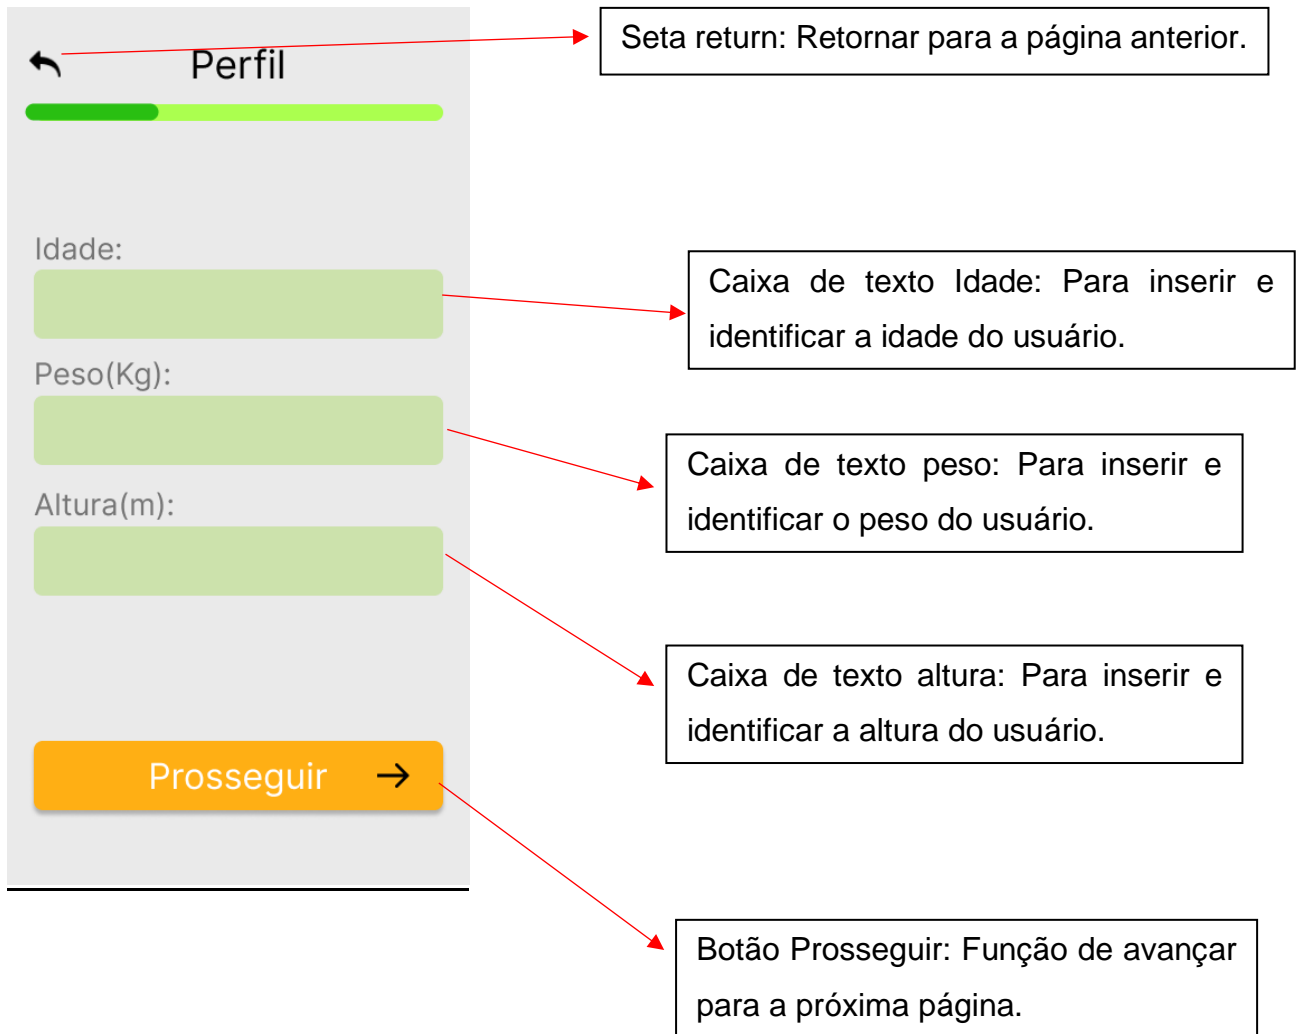 Perfil
Seta return: Retornar para a página anterior.
Idade:
Caixa de texto Idade: Para inserir e
identificar a idade do usuário.
Peso(Kg):
Caixa de texto peso: Para inserir e
identificar o peso do usuário.
Altura(m):
Caixa de texto altura: Para inserir e
identificar a altura do usuário.
Prosseguir
Botão Prosseguir: Função de avançar
para a próxima página.